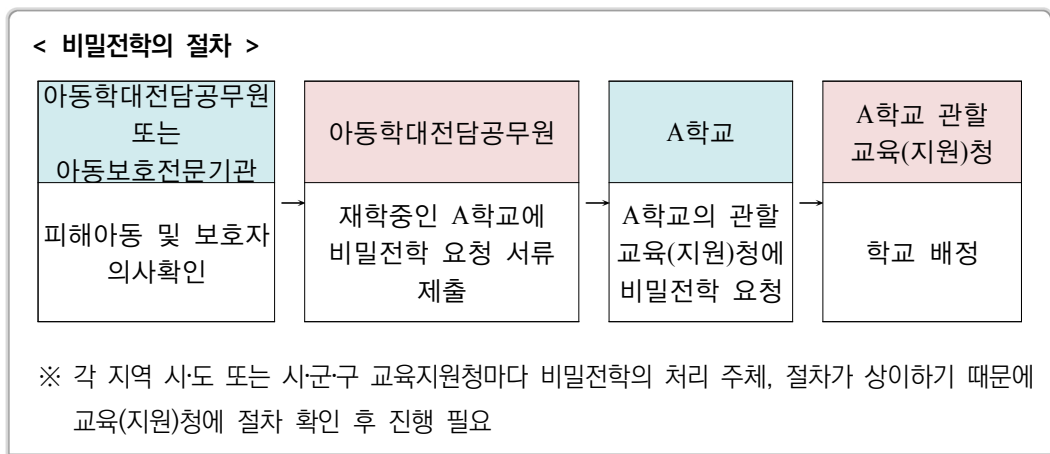 < 비밀전학의 절차 >
아동학대전담공무원
또는
아동보호전문기관
피해아동 및 보호자
의사확인
→
아동학대전담공무원
재학중인 A학교에
비밀전학 요청 서류
제출
→
A학교
A학교의 관할
교육(지원)청에
비밀전학 요청
→
A학교 관할
교육(지원)청
학교 배정
※ 각 지역 시·도 또는 시·군·구 교육지원청마다 비밀전학의 처리 주체, 절차가 상이하기 때문에
교육(지원)청에 절차 확인 후 진행 필요